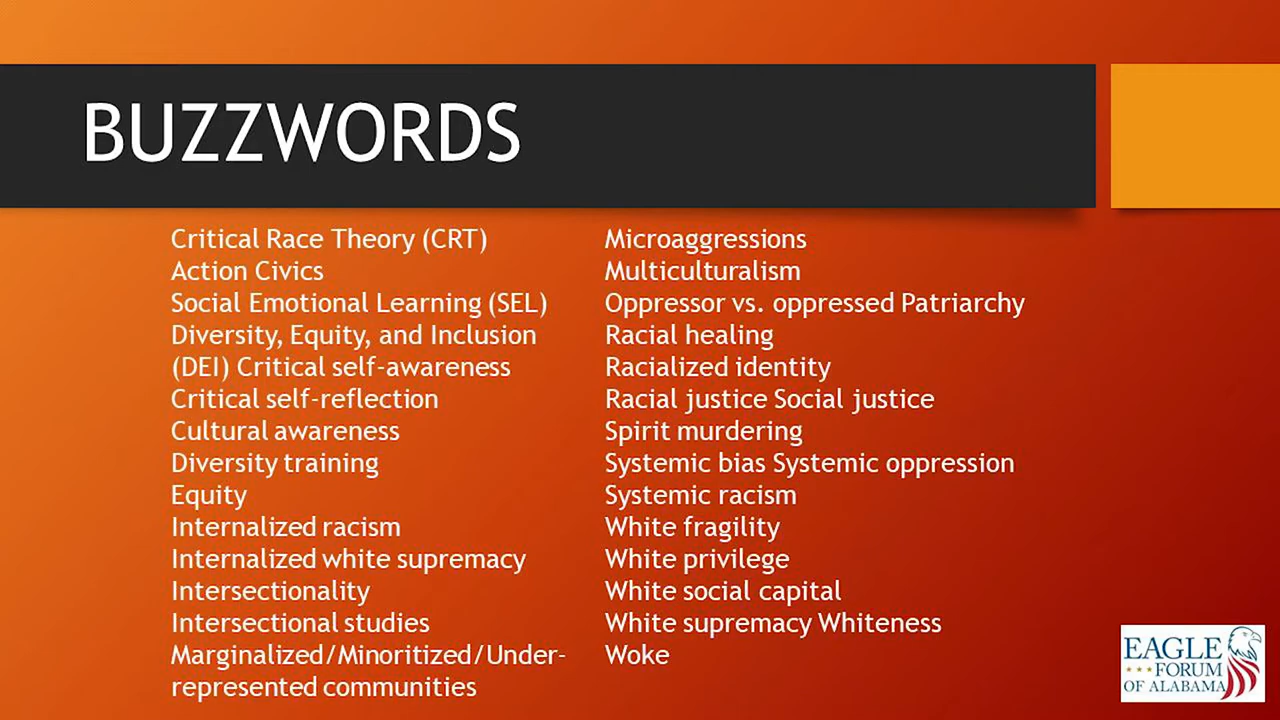 BUZZWORDS
Critical Race Theory (CRT)
Action Civics
Social Emotional Learning (SEL)
Diversity, Equity, and Inclusion
(DEI) Critical self-awareness
Critical self-reflection
Cultural awareness
Diversity training
Equity
Internalized racism
Internalized white supremacy
Intersectionality
Intersectional studies
Marginalized/Minoritized/Under-
represented communities
Microaggressions
Multiculturalism
Oppressor vs. oppressed Patriarchy
Racial healing
Racialized identity
Racial justice Social justice
Spirit murdering
Systemic bias Systemic oppression
Systemic racism
White fragility
White privilege
White social capital
White supremacy Whiteness
Woke
EAGLE
FORUM
OF ALABAMA